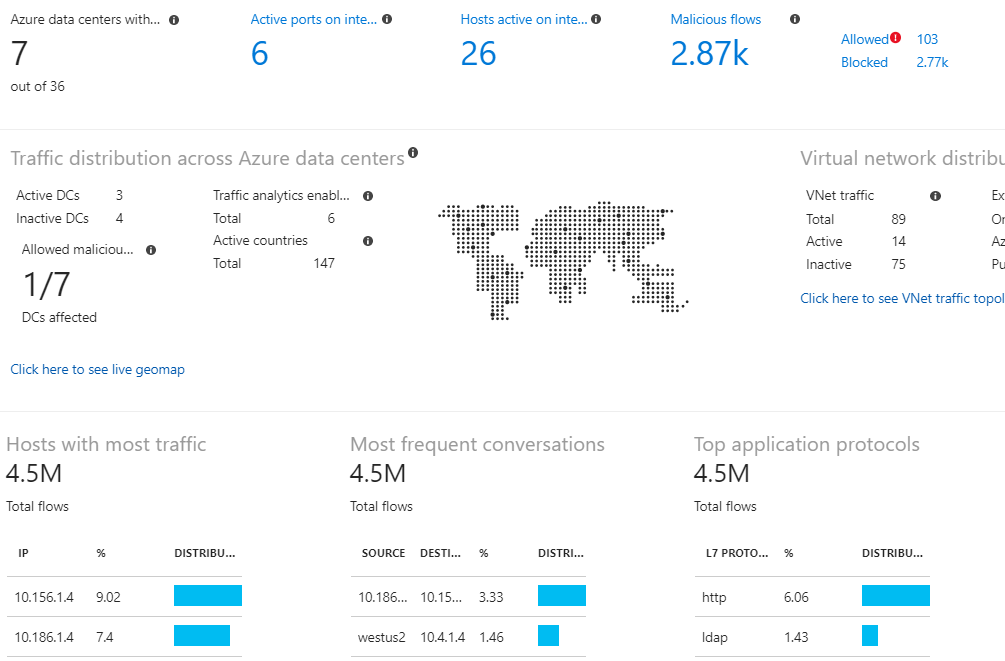 Azure data centers with...
7
out of 36
Active ports on inte...
6
Hosts active on inte...
26
Malicious flows
2.87k
Allowed 103
Blocked 2.77k
Traffic distribution across Azure data centers
Active DCs 3
Inactive DCs 4
Allowed maliciou...
1/7
DCs affected
Traffic analytics enabl...
Total 6
Active countries
Total 147
Click here to see live geomap
Virtual network distribu
VNet traffic Ex
Total 89 Or
Active 14 Az
Inactive 75 Pu
Click here to see VNet traffic topol
Hosts with most traffic
4.5M
Total flows
IP % DISTRIBU...
10.156.1.4 9.02
10.186.1.4 7.4
Most frequent conversations
4.5M
Total flows
SOURCE DESTI... % DISTRI...
10.186... 10.15... 3.33
westus2 10.4.1.4 1.46
Top application protocols
4.5M
Total flows
L7 PROTO... % DISTRIBU...
http 6.06
ldap 1.43